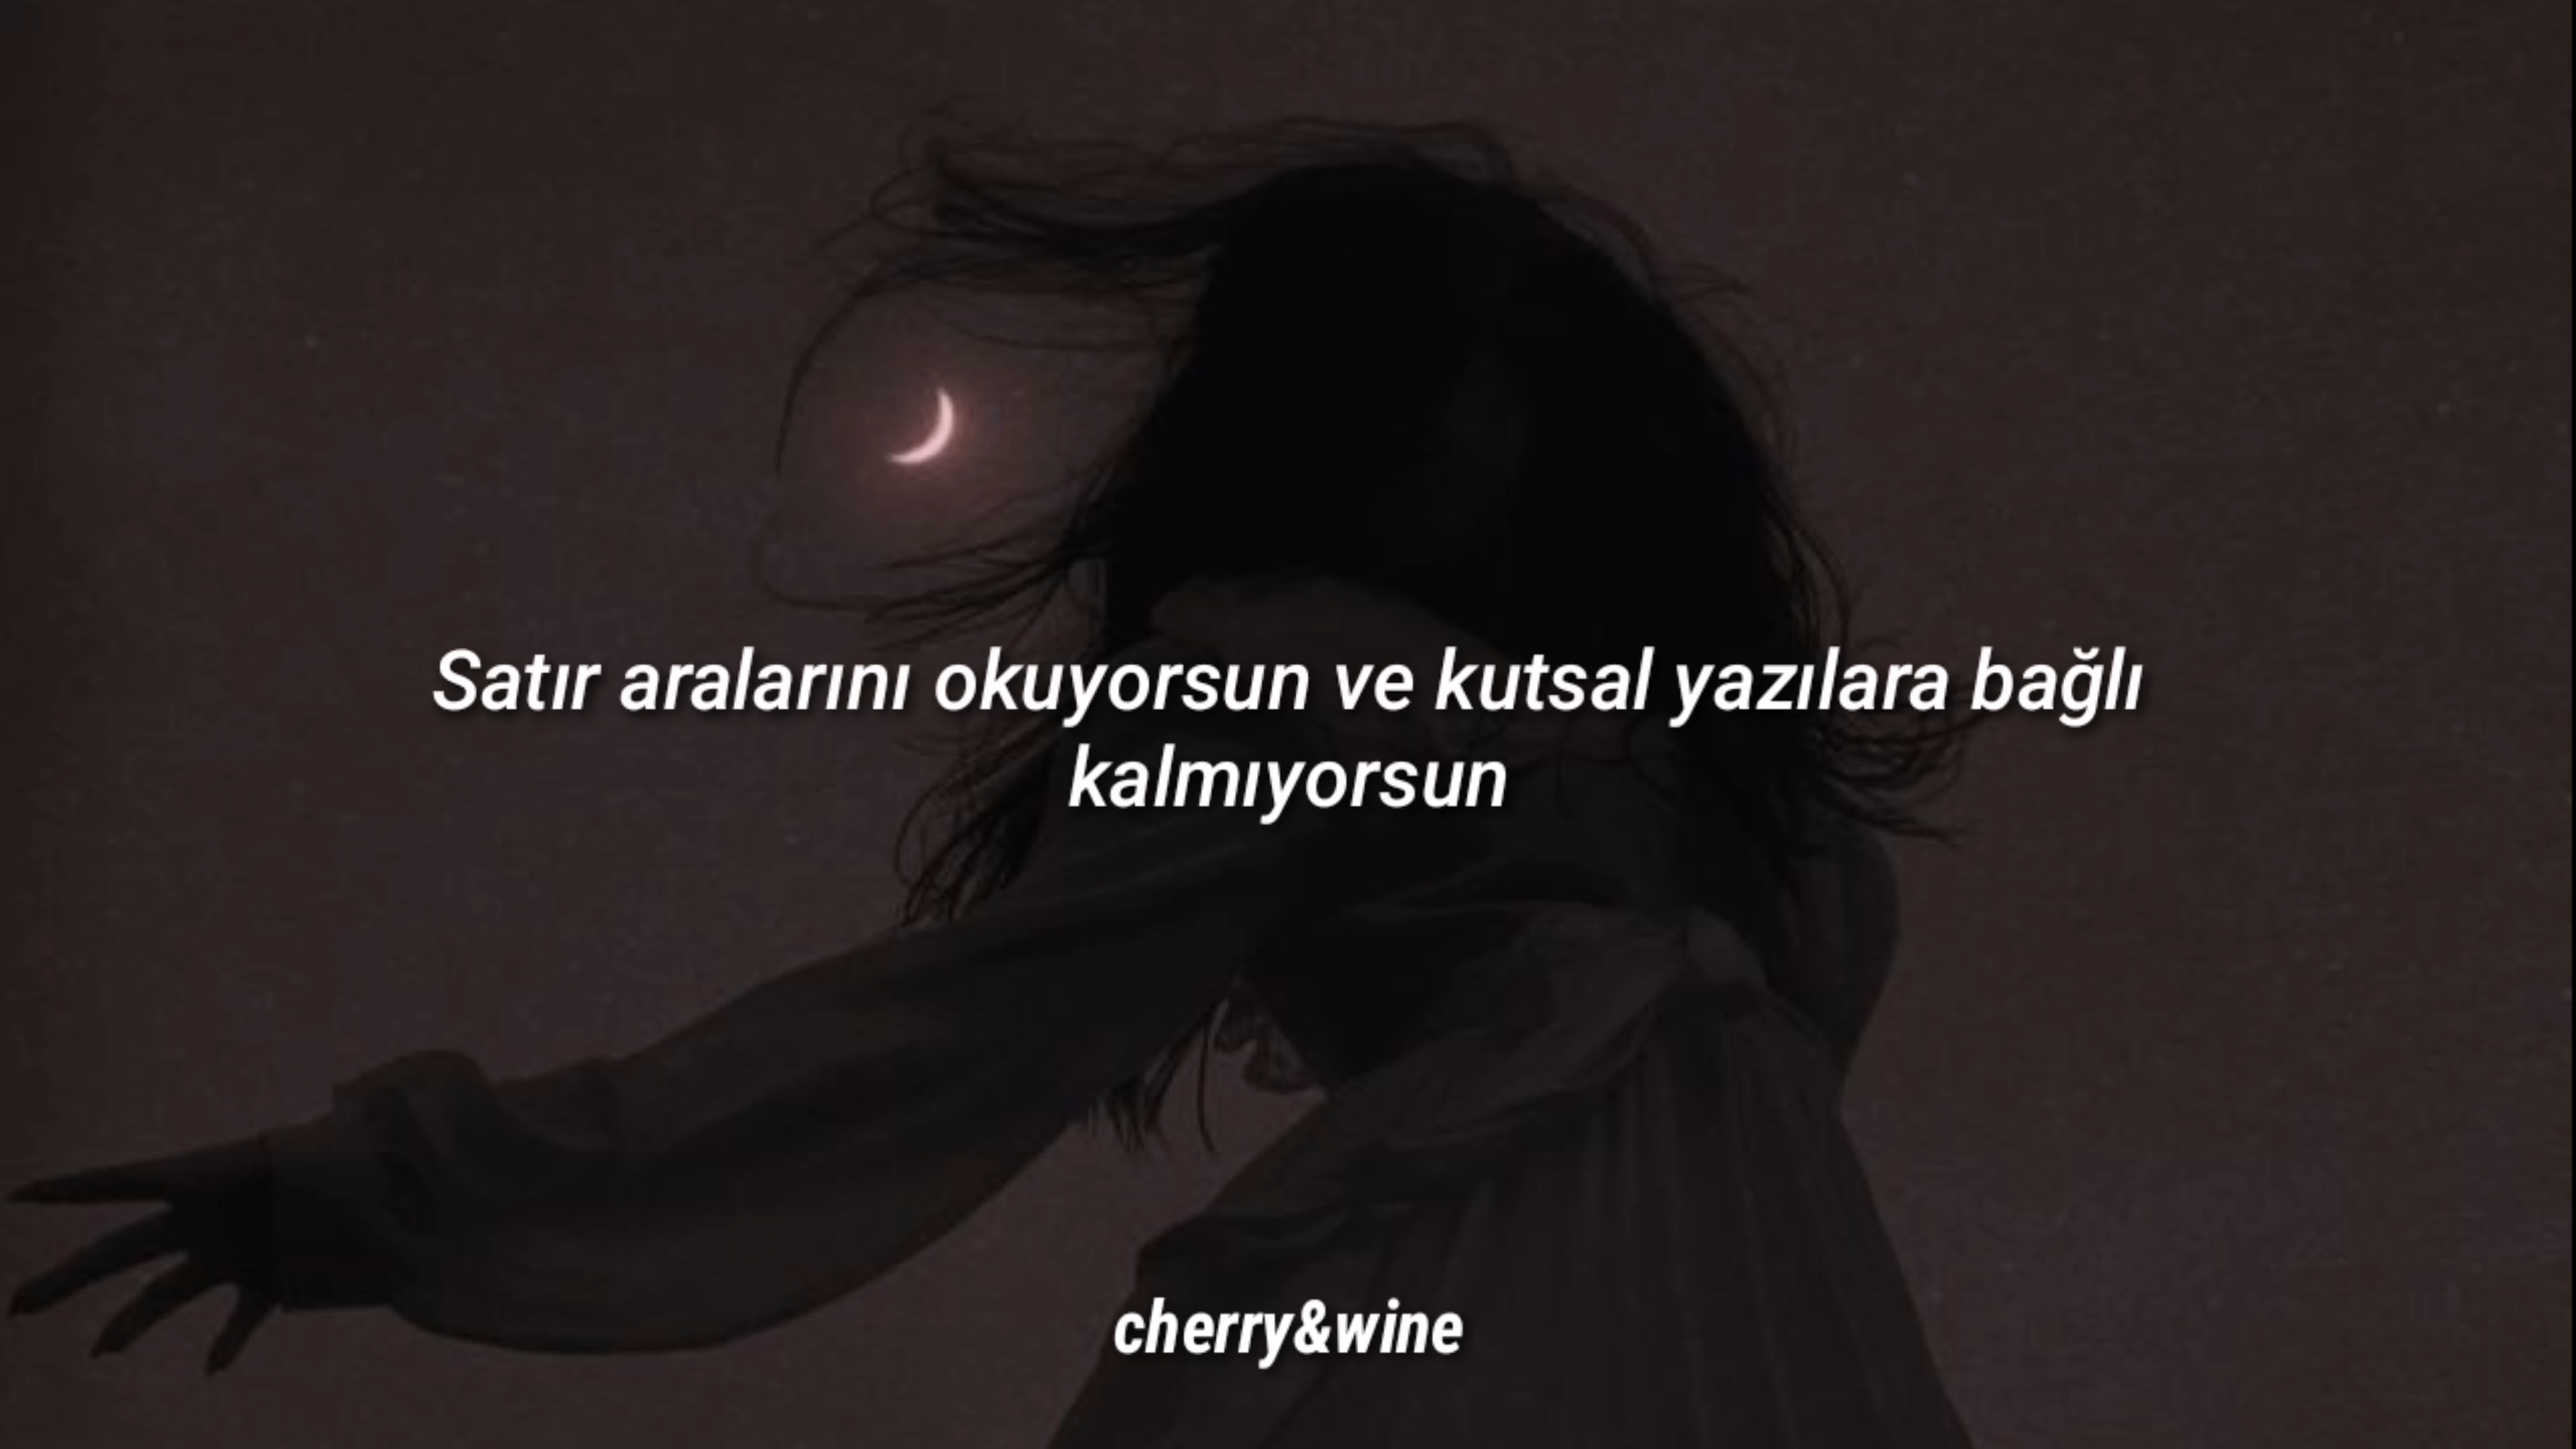 Satır aralarını okuyorsun ve kutsal yazılara bağlı
kalmıyorsun
cherry&wine